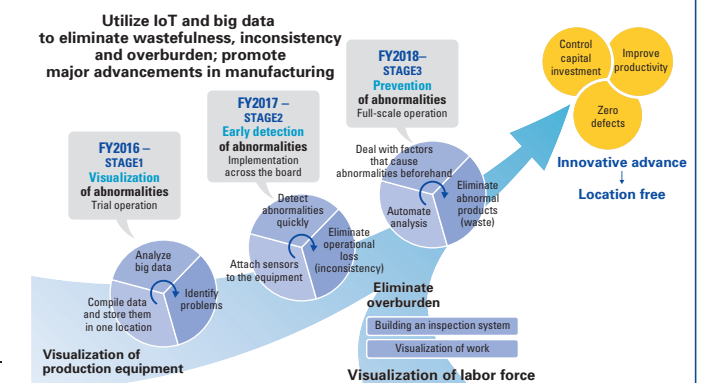 Utilize IoT and big data
to eliminate wastefulness, inconsistency
and overburden; promote
major advancements in manufacturing
FY2016 –
STAGE1
Visualization
of abnormalities
Trial operation
Analyze
big data
Compile data
and store them
in one location
Identify
problems
FY2017 –
STAGE2
Early detection
of abnormalities
Implementation
across the board
Detect
abnormalities
quickly
Attach sensors
to the equipment
Eliminate
operational
loss
(inconsistency)
FY2018–
STAGE3
Prevention
of abnormalities
Full-scale operation
Deal with factors
that cause
abnormalities beforehand
Automate
analysis
Eliminate
abnormal
products
(waste)
Control
capital
investment
Improve
productivity
Zero
defects
Innovative advance
↓
Location free
Eliminate
overburden
Building an inspection system
Visualization of work
Visualization of
production equipment
Visualization of labor force